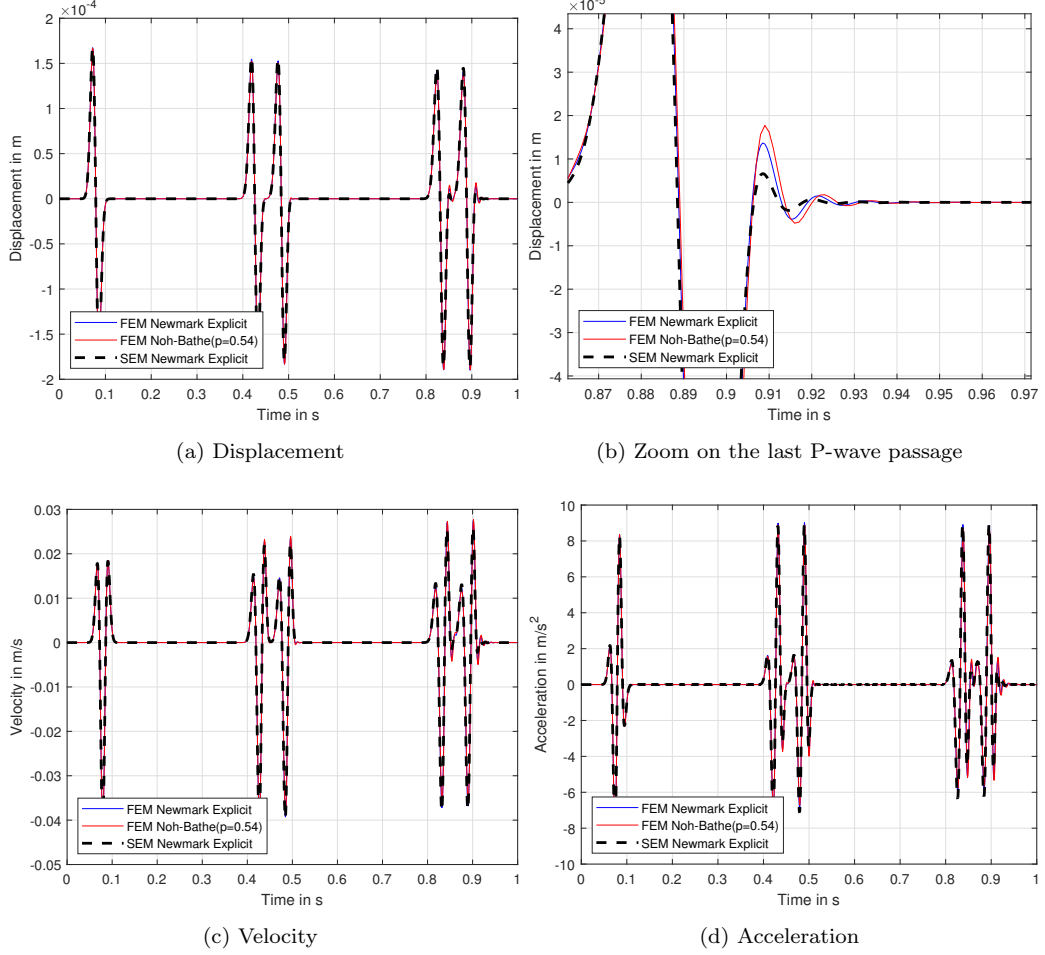 ×10⁻⁴
2
1.5
1
0.5
0
-0.5
-1
-1.5
-2
Displacement in m
0 0.1 0.2 0.3 0.4 0.5 0.6 0.7 0.8 0.9 1
Time in s
FEM Newmark Explicit
FEM Noh-Bathe(p=0.54)
SEM Newmark Explicit
(a) Displacement
4
3
2
1
0
-1
-2
-3
-4
Displacement in m
0.87 0.88 0.89 0.9 0.91 0.92 0.93 0.94 0.95 0.96 0.97
Time in s
FEM Newmark Explicit
FEM Noh-Bathe(p=0.54)
SEM Newmark Explicit
(b) Zoom on the last P-wave passage
0.03
0.02
0.01
0
-0.01
-0.02
-0.03
-0.04
-0.05
Velocity in m/s
0 0.1 0.2 0.3 0.4 0.5 0.6 0.7 0.8 0.9 1
Time in s
FEM Newmark Explicit
FEM Noh-Bathe(p=0.54)
SEM Newmark Explicit
(c) Velocity
10
8
6
4
2
0
-2
-4
-6
-8
-10
Acceleration in m/s²
0 0.1 0.2 0.3 0.4 0.5 0.6 0.7 0.8 0.9 1
Time in s
FEM Newmark Explicit
FEM Noh-Bathe(p=0.54)
SEM Newmark Explicit
(d) Acceleration